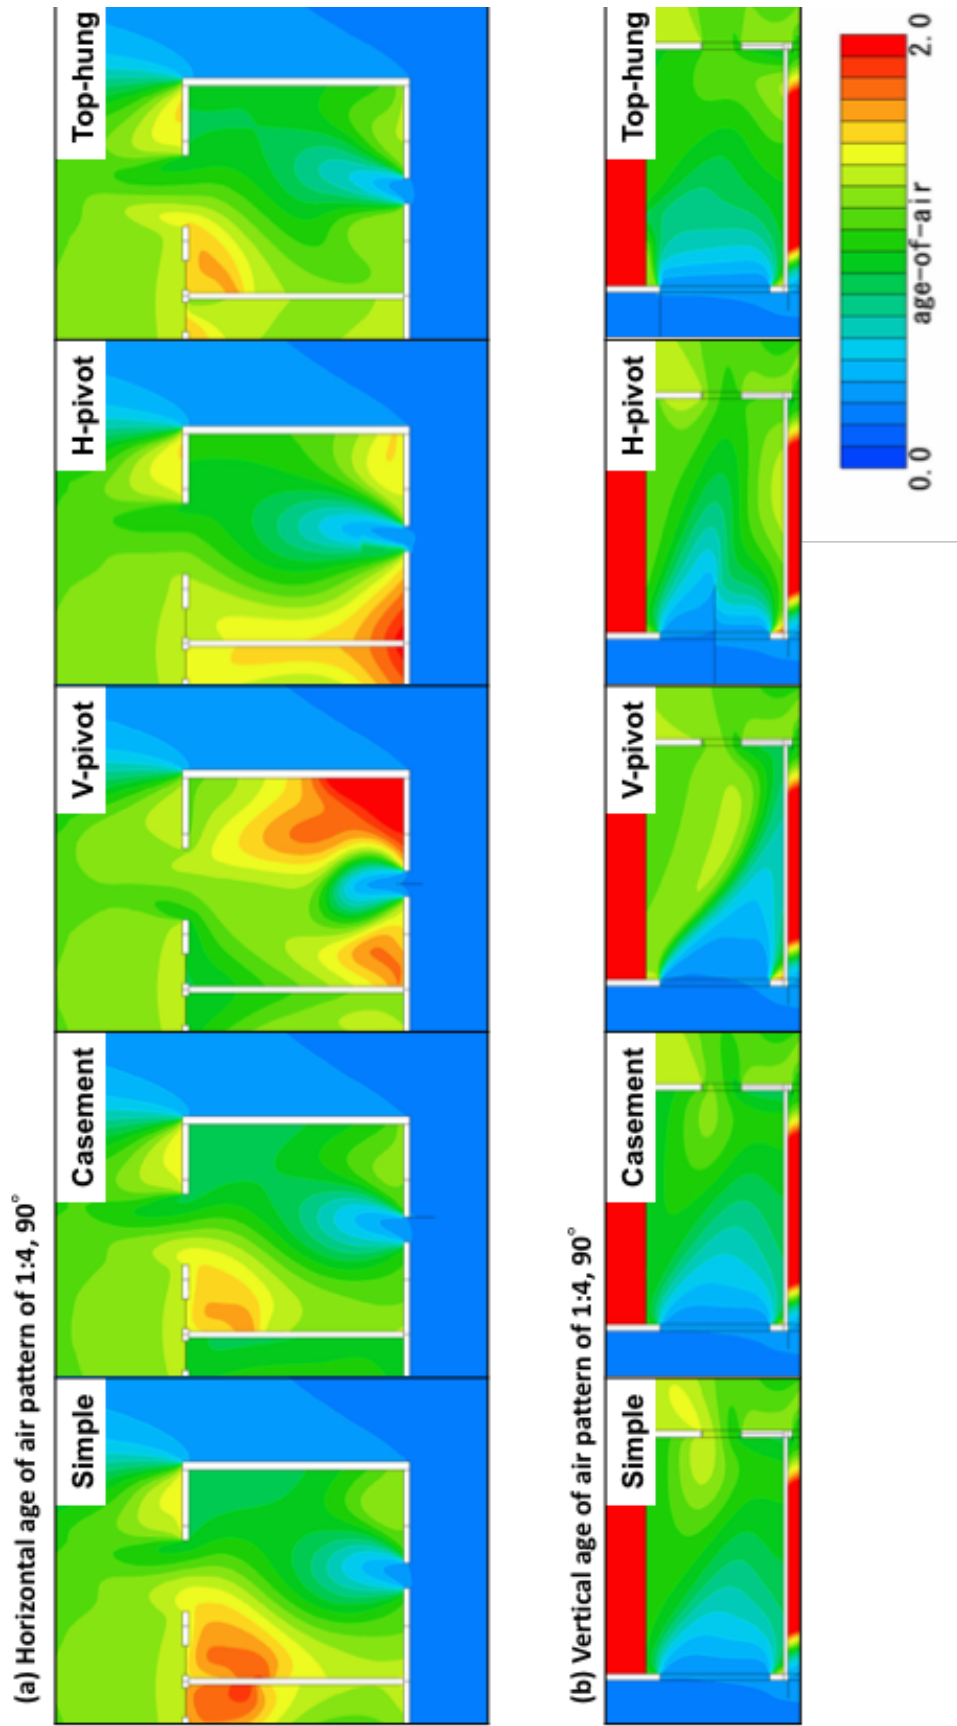 (a) Horizontal age of air pattern of 1:4, 90°
Simple
Casement
V-pivot
H-pivot
Top-hung
(b) Vertical age of air pattern of 1:4, 90°
Simple
Casement
V-pivot
H-pivot
Top-hung
0.0
age-of-air
2.0